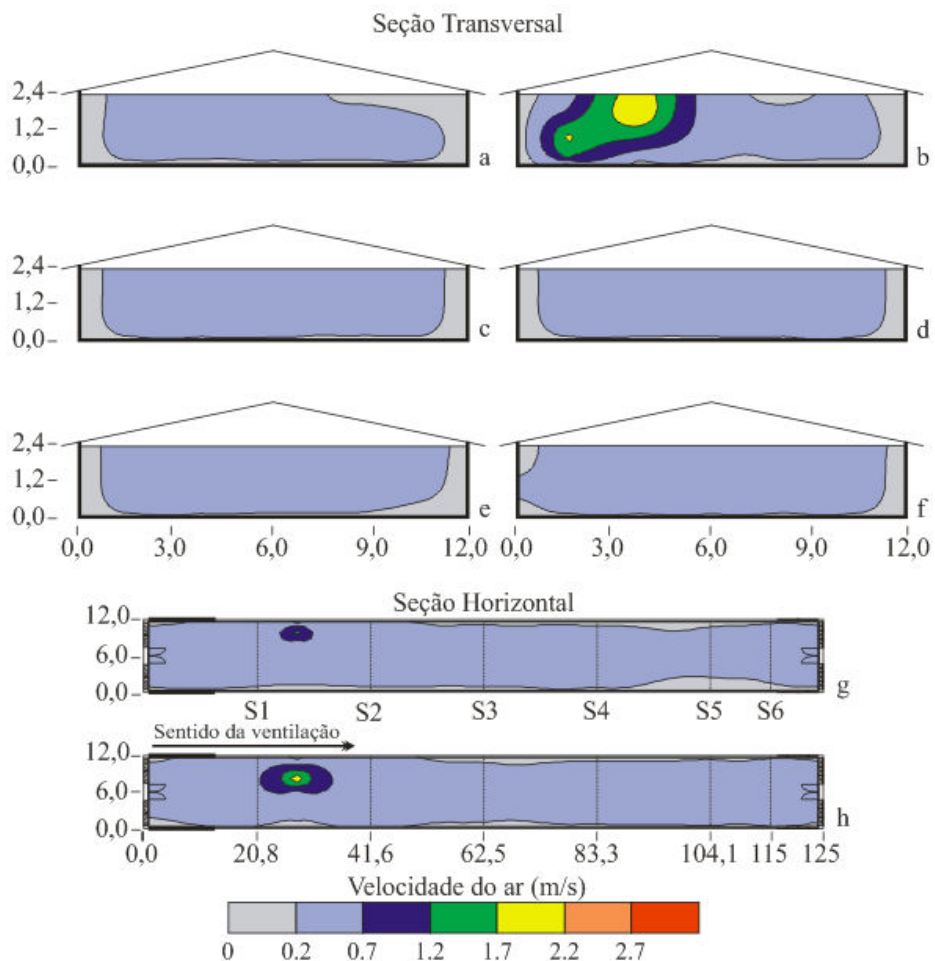 Seção Transversal
2,4
1,2
0,0
a
b
2,4
1,2
0,0
c
d
2,4
1,2
0,0
e
f
0,0 3,0 6,0 9,0 12,0 0,0 3,0 6,0 9,0 12,0
Seção Horizontal
12,0
6,0
0,0
g
S1 S2 S3 S4 S5 S6
Sentido da ventilação
12,0
6,0
0,0
h
0,0 20,8 41,6 62,5 83,3 104,1 115 125
Velocidade do ar (m/s)
0 0.2 0.7 1.2 1.7 2.2 2.7